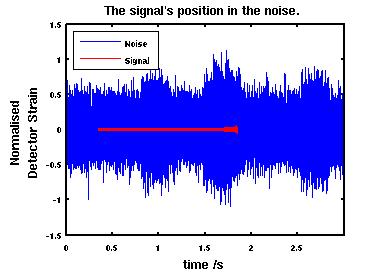 The signal's position in the noise.
Normalised
Detector Strain
1.5
1
0.5
0
-0.5
-1
-1.5
Noise
Signal
0 0.5 1 1.5 2 2.5
time /s